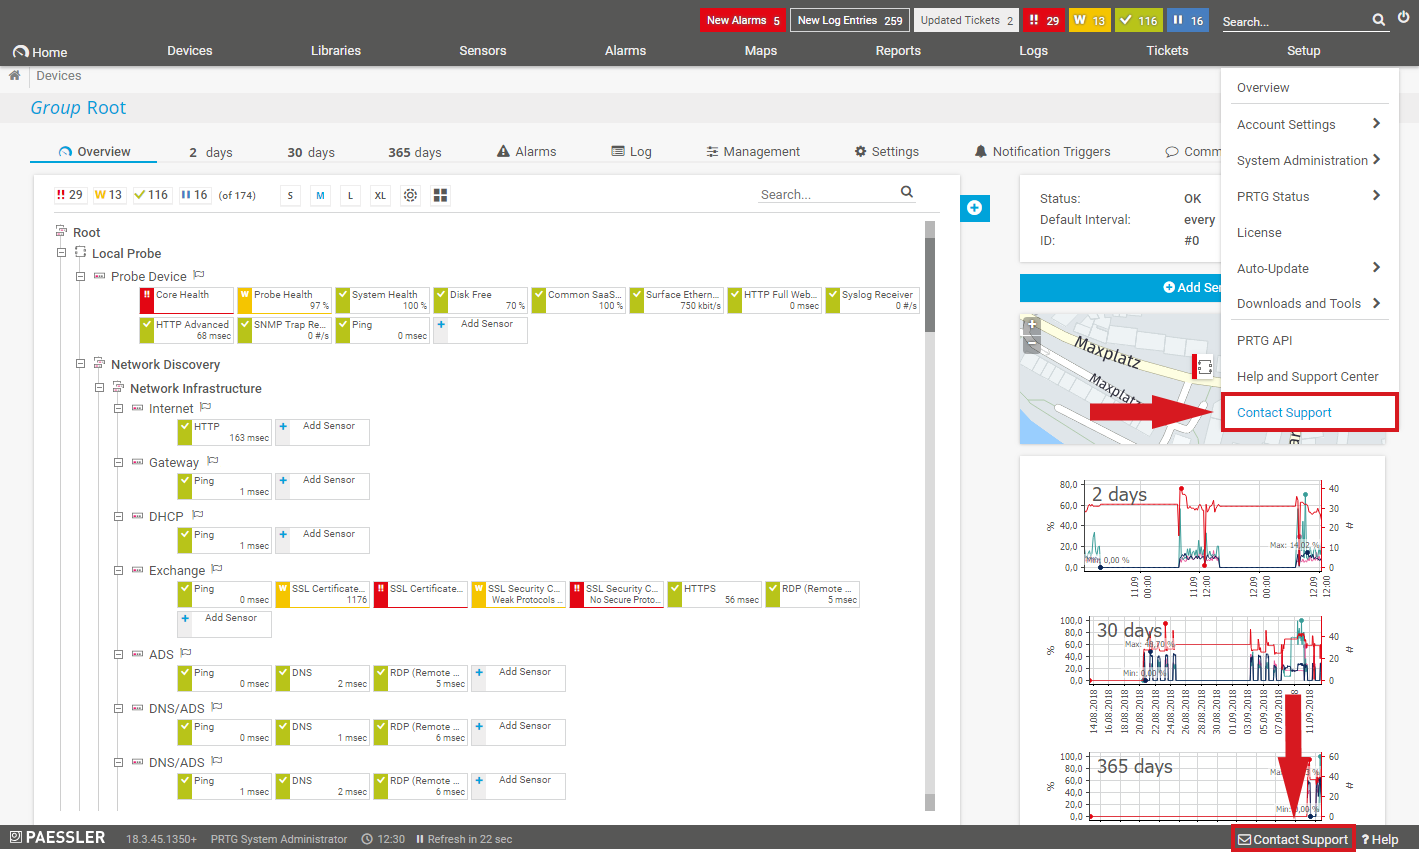 New Alarms 5
New Log Entries 259
Updated Tickets 2
29
W 13
116
16
Search...
Home
Devices
Libraries
Sensors
Alarms
Maps
Reports
Logs
Tickets
Setup
Devices
Group Root
Overview
2 days
30 days
365 days
Alarms
Log
Management
Settings
Notification Triggers
Comm
Overview
Account Settings
System Administration
PRTG Status
License
Auto-Update
Downloads and Tools
PRTG API
Help and Support Center
Contact Support
29
W 13
116
16
(of 174)
S
M
L
XL
Search...
Root
Local Probe
Probe Device
Core Health
W Probe Health
97 %
System Health
100 %
Disk Free
70 %
Common SaaS...
100 %
Surface Ethern...
750 kbit/s
HTTP Full Web...
0 msec
Syslog Receiver
0 #/s
HTTP Advanced
68 msec
SNMP Trap Re...
0 #/s
Ping
0 msec
Add Sensor
Network Discovery
Network Infrastructure
Internet
HTTP
163 msec
Add Sensor
Gateway
Ping
1 msec
Add Sensor
DHCP
Ping
1 msec
Add Sensor
Exchange
Ping
0 msec
W SSL Certificate...
1176
SSL Certificate...
W SSL Security C...
Weak Protocols ...
SSL Security C...
No Secure Proto...
HTTPS
56 msec
RDP (Remote ...
5 msec
Add Sensor
ADS
Ping
0 msec
DNS
2 msec
RDP (Remote ...
5 msec
Add Sensor
DNS/ADS
Ping
0 msec
DNS
1 msec
RDP (Remote ...
6 msec
Add Sensor
DNS/ADS
Ping
1 msec
DNS
2 msec
RDP (Remote ...
6 msec
Add Sensor
Status: OK
Default Interval: every
ID: #0
Add Sen
Maxplatz
Maxplatz
2 days
80,0
60,0
40,0
20,0
0,0
%
40
30
20
10
0
#
Max: 14,02 %
Min: 0,00 %
11.09 00:00
11.09 12:00
12.09 00:00
12.09 12:00
30 days
100,0
80,0
60,0
40,0
20,0
0,0
%
40
20
0
#
Min: 0,00 %
14.08.2018
16.08.2018
18.08.2018
20.08.2018
22.08.2018
24.08.2018
26.08.2018
28.08.2018
30.08.2018
01.09.2018
03.09.2018
05.09.2018
07.09.2018
11.09.2018
365 days
100,0
80,0
60,0
40,0
20,0
0,0
%
60
40
20
0
#
PAESSLER
18.3.45.1350+
PRTG System Administrator
12:30
Refresh in 22 sec
Contact Support
? Help